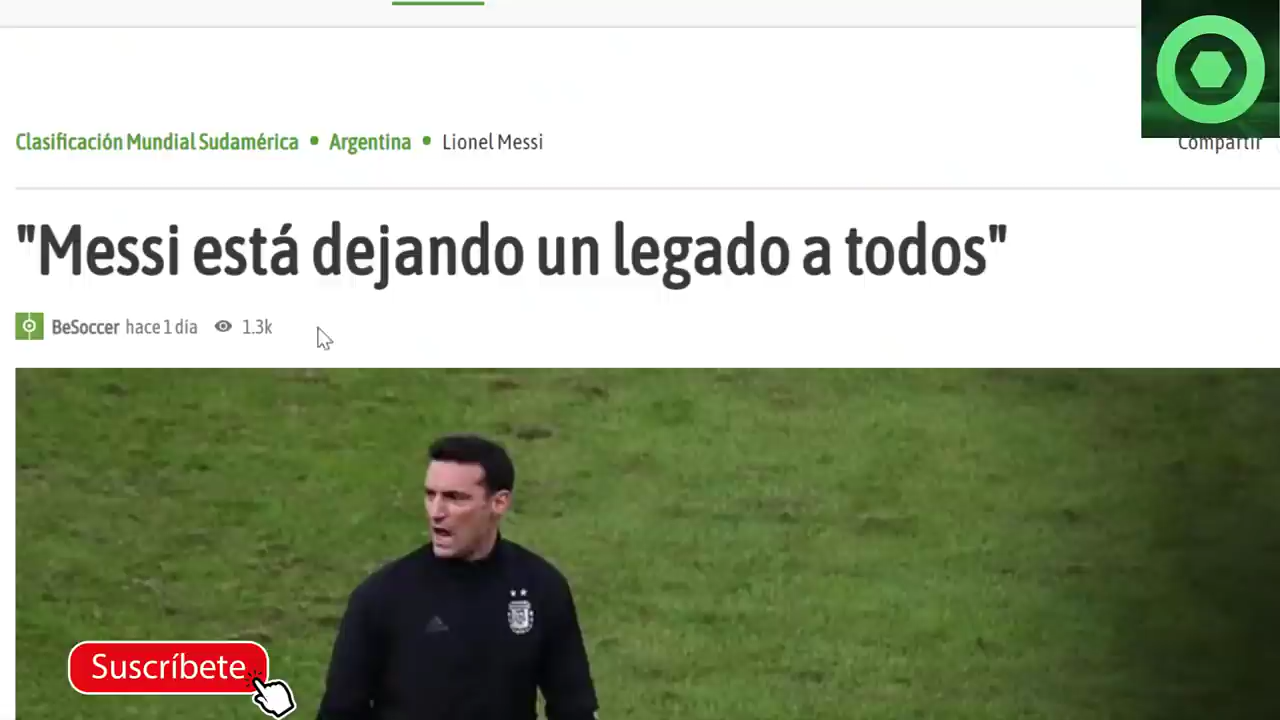 Clasificación Mundial Sudamérica • Argentina • Lionel Messi
Compartir
"Messi está dejando un legado a todos"
BeSoccer hace 1 día 1.3k
Suscríbete